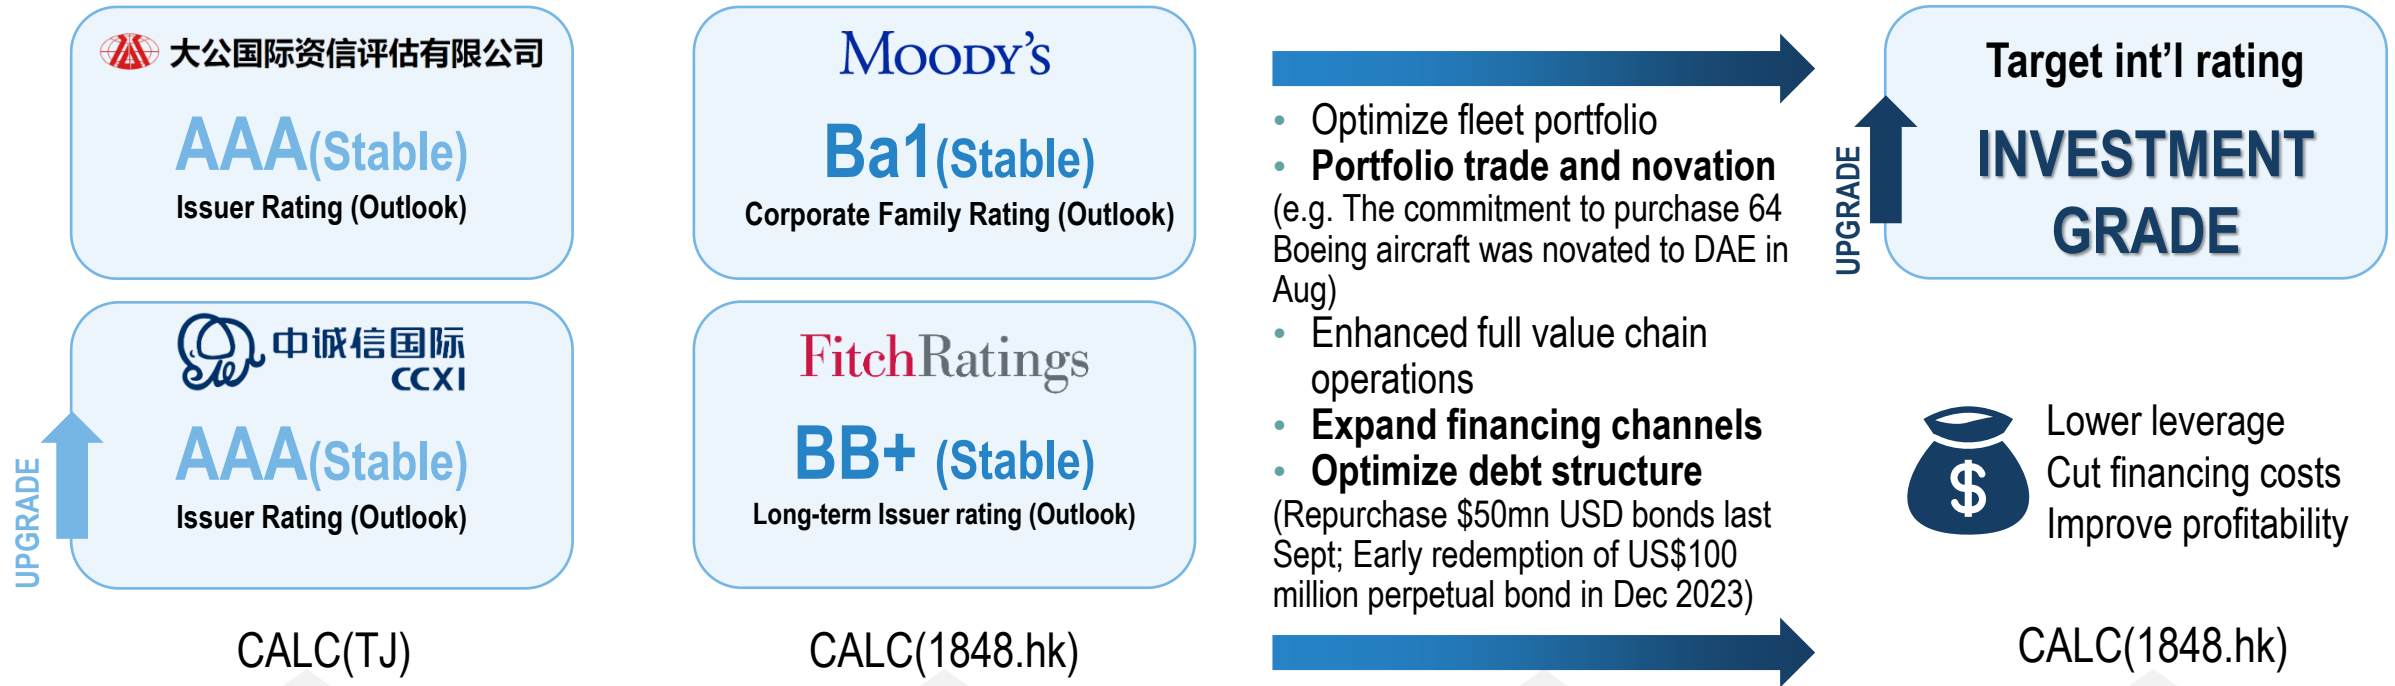 大公国际资信评估有限公司
AAA(Stable)
Issuer Rating (Outlook)
UPGRADE
中诚信国际
CCXI
AAA(Stable)
Issuer Rating (Outlook)
CALC(TJ)
MOODY'S
Ba1(Stable)
Corporate Family Rating (Outlook)
FitchRatings
BB+ (Stable)
Long-term Issuer rating (Outlook)
CALC(1848.hk)
• Optimize fleet portfolio
• Portfolio trade and novation
(e.g. The commitment to purchase 64
Boeing aircraft was novated to DAE in
Aug)
• Enhanced full value chain
operations
• Expand financing channels
• Optimize debt structure
(Repurchase $50mn USD bonds last
Sept; Early redemption of US$100
million perpetual bond in Dec 2023)
UPGRADE
Target int'l rating
INVESTMENT
GRADE
$
Lower leverage
Cut financing costs
Improve profitability
CALC(1848.hk)